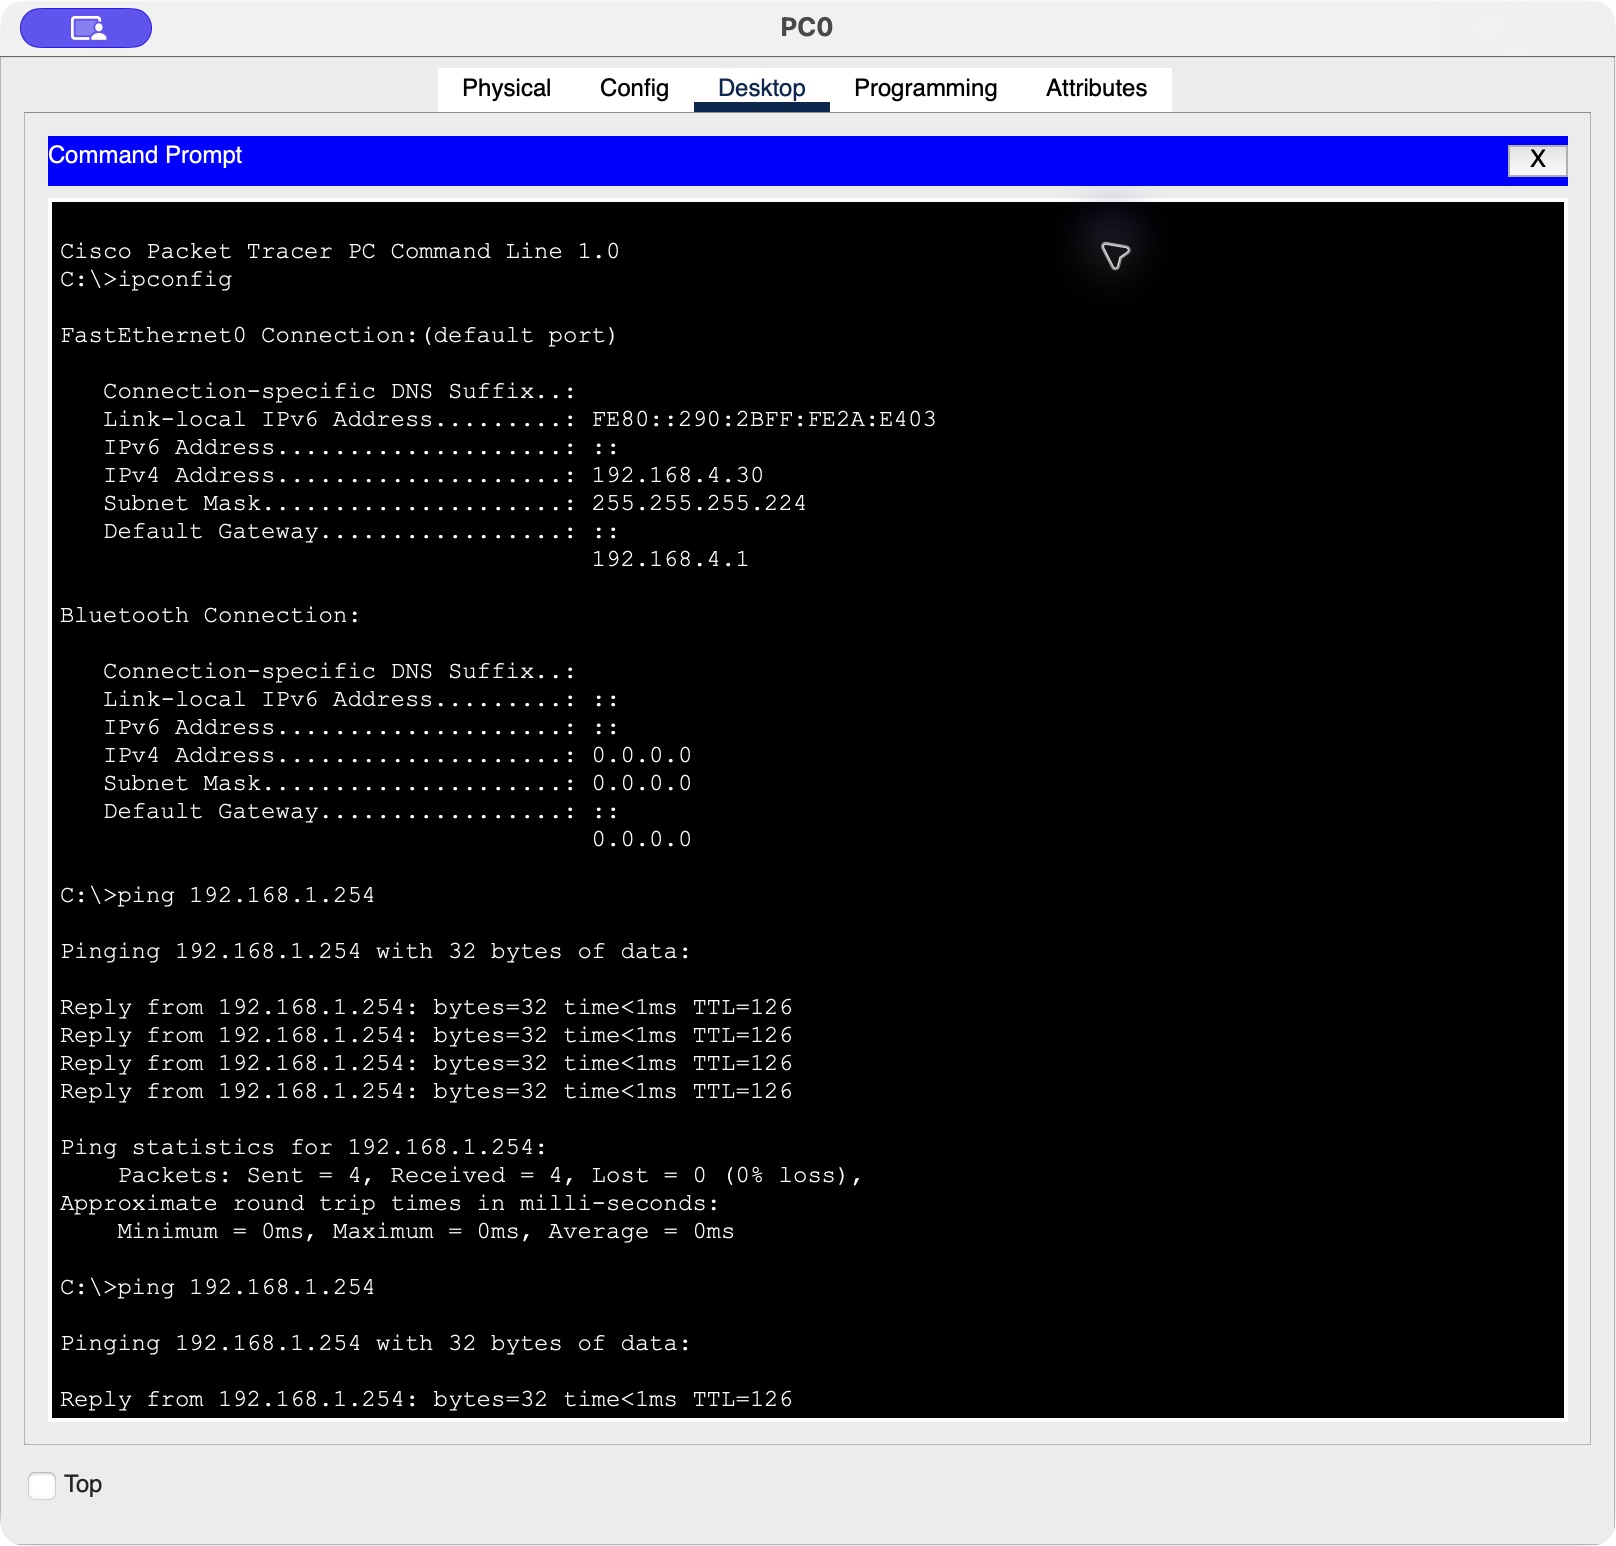 PC0
Physical Config Desktop Programming Attributes
Command Prompt
X
Cisco Packet Tracer PC Command Line 1.0
C:\>ipconfig
FastEthernet0 Connection:(default port)
Connection-specific DNS Suffix..:
Link-local IPv6 Address.........: FE80::290:2BFF:FE2A:E403
IPv6 Address....................: ::
IPv4 Address....................: 192.168.4.30
Subnet Mask.....................: 255.255.255.224
Default Gateway.................: ::
192.168.4.1
Bluetooth Connection:
Connection-specific DNS Suffix..:
Link-local IPv6 Address.........: ::
IPv6 Address....................: ::
IPv4 Address....................: 0.0.0.0
Subnet Mask.....................: 0.0.0.0
Default Gateway.................: ::
0.0.0.0
C:\>ping 192.168.1.254
Pinging 192.168.1.254 with 32 bytes of data:
Reply from 192.168.1.254: bytes=32 time<1ms TTL=126
Reply from 192.168.1.254: bytes=32 time<1ms TTL=126
Reply from 192.168.1.254: bytes=32 time<1ms TTL=126
Reply from 192.168.1.254: bytes=32 time<1ms TTL=126
Ping statistics for 192.168.1.254:
Packets: Sent = 4, Received = 4, Lost = 0 (0% loss),
Approximate round trip times in milli-seconds:
Minimum = 0ms, Maximum = 0ms, Average = 0ms
C:\>ping 192.168.1.254
Pinging 192.168.1.254 with 32 bytes of data:
Reply from 192.168.1.254: bytes=32 time<1ms TTL=126
Top